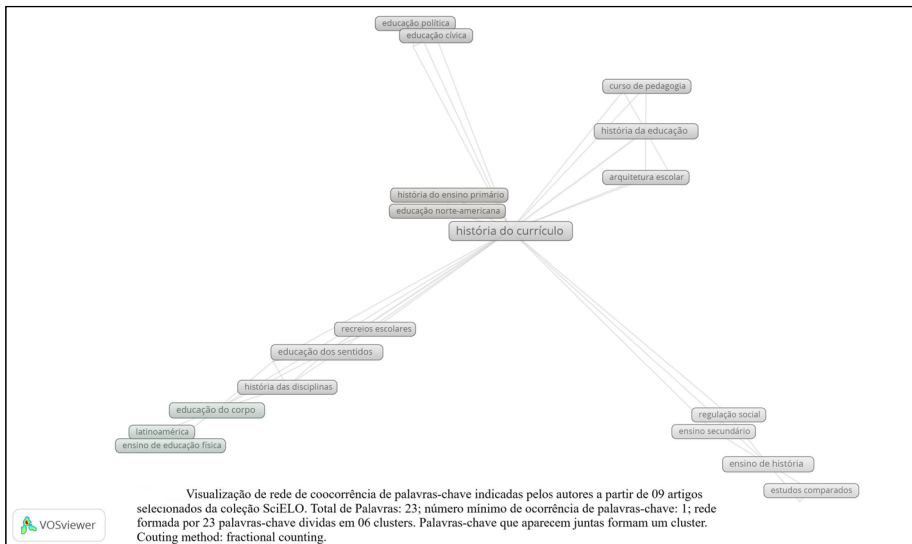 educação política
educação cívica
curso de pedagogia
história da educação
arquitetura escolar
história do ensino primário
educação norte-americana
história do currículo
recreios escolares
educação dos sentidos
história das disciplinas
educação do corpo
latinoamérica
ensino de educação física
regulação social
ensino secundário
ensino de história
estudos comparados
Visualização de rede de coocorrência de palavras-chave indicadas pelos autores a partir de 09 artigos
selecionados da coleção SciELO. Total de Palavras: 23; número mínimo de ocorrência de palavras-chave: 1; rede
formada por 23 palavras-chave dividas em 06 clusters. Palavras-chave que aparecem juntas formam um cluster.
Couting method: fractional counting.
VOSviewer